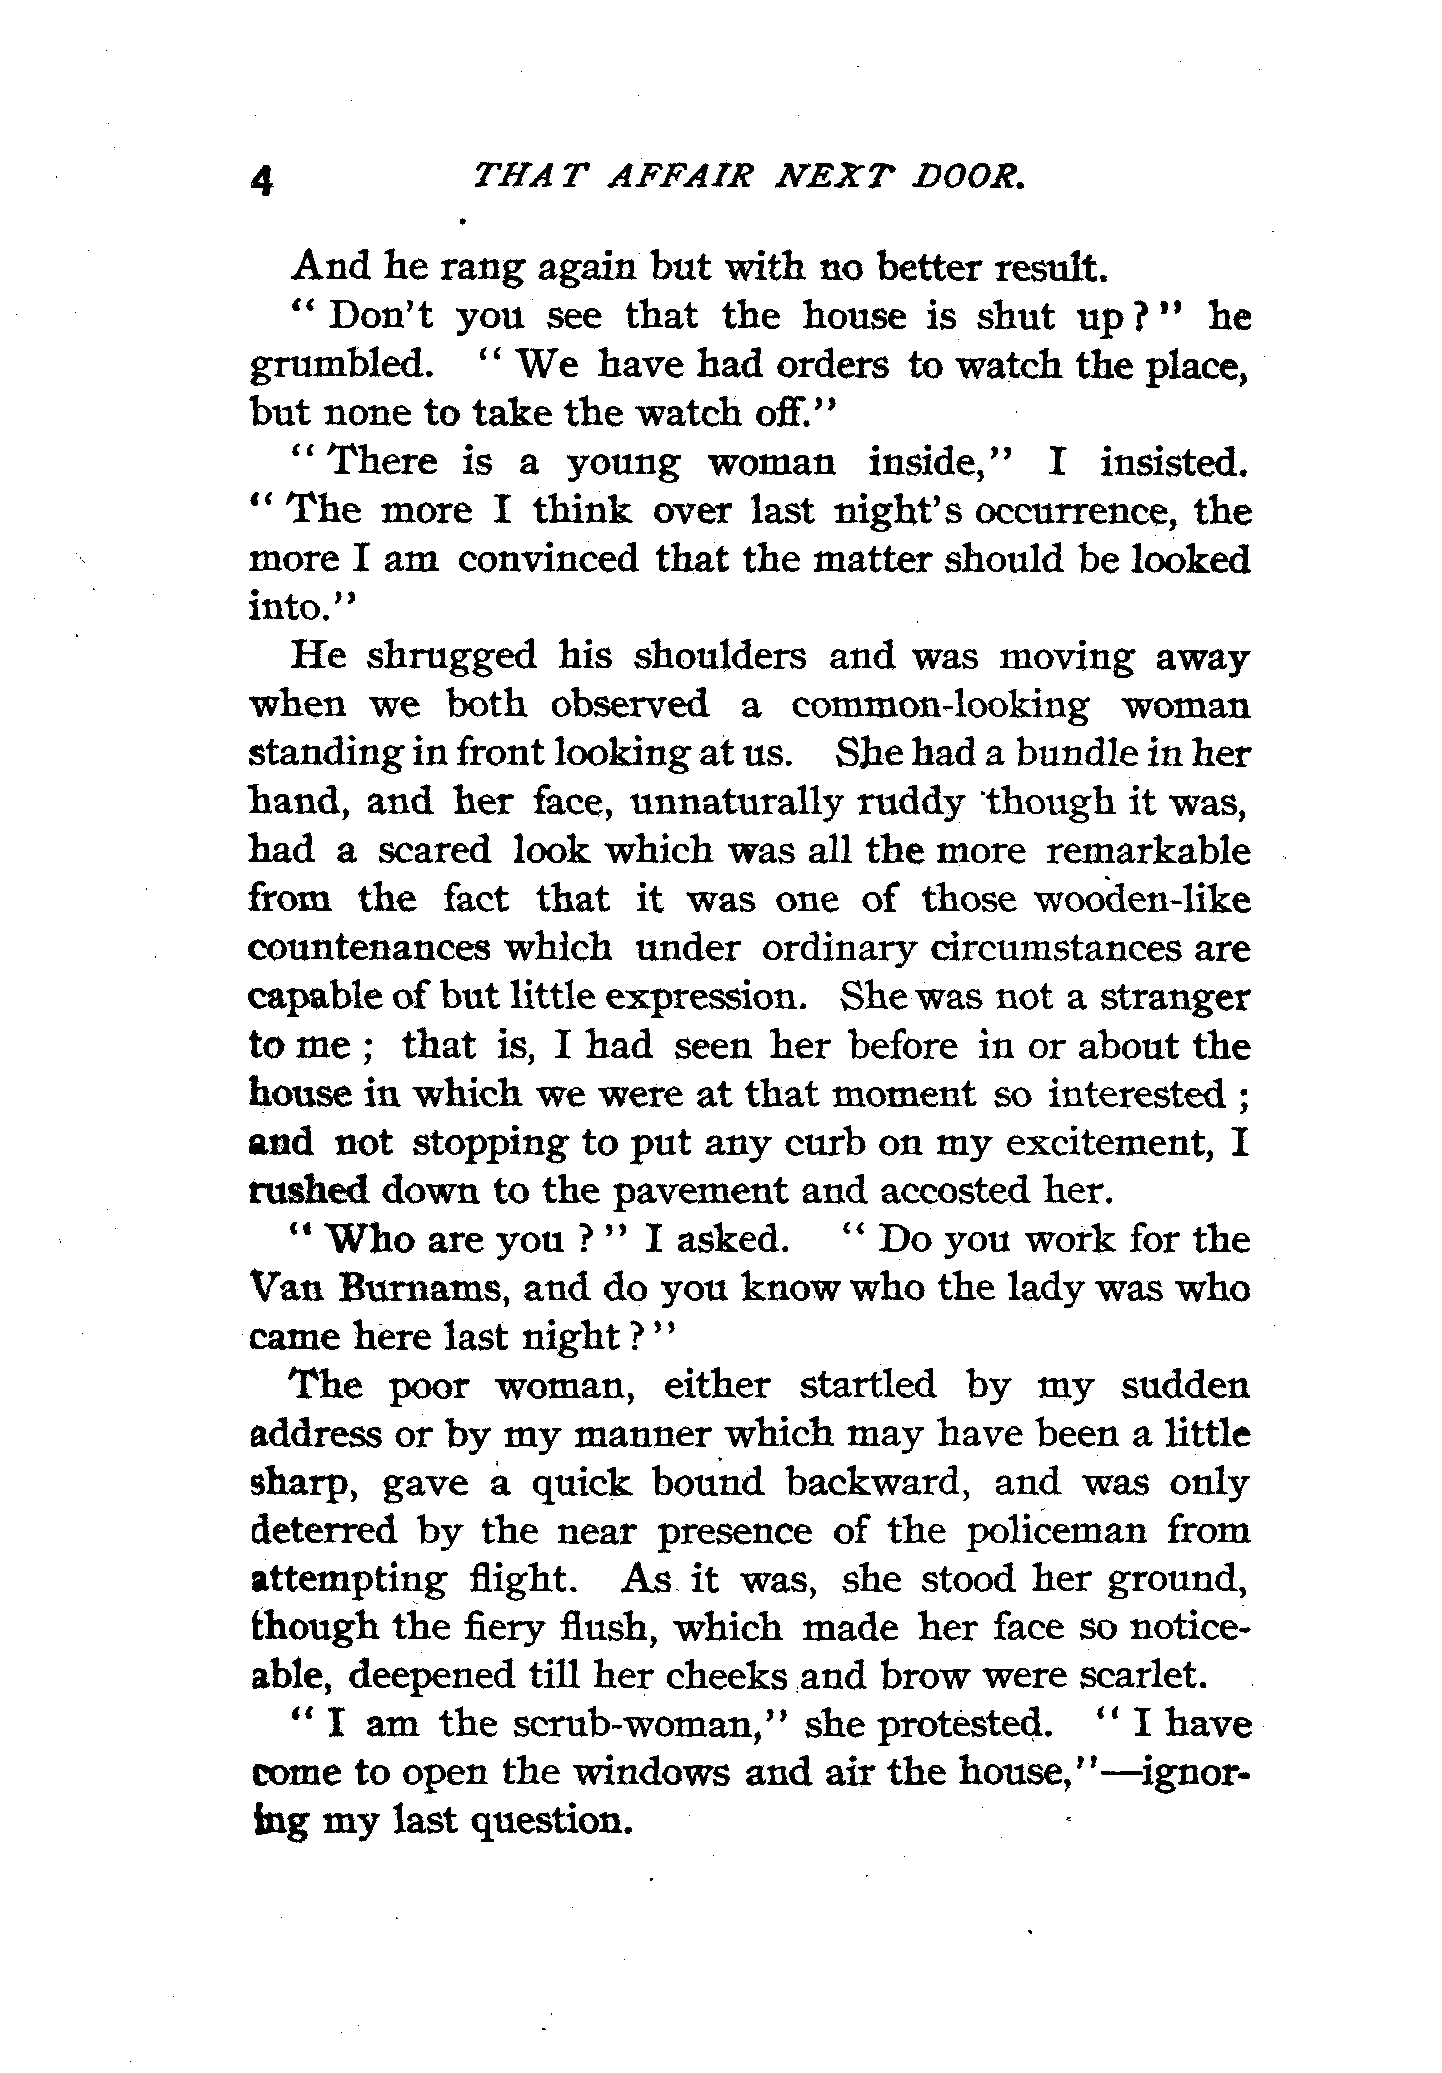 4 THAT AFFAIR NEXT DOOR.
And he rang again but with no better result.
" Don't you see that the house is shut up ? " he
grumbled. " We have had orders to watch the place,
but none to take the watch off."
" There is a young woman inside," I insisted.
" The more I think over last night's occurrence, the
more I am convinced that the matter should be looked
into."
He shrugged his shoulders and was moving away
when we both observed a common-looking woman
standing in front looking at us. She had a bundle in her
hand, and her face, unnaturally ruddy though it was,
had a scared look which was all the more remarkable
from the fact that it was one of those wooden-like
countenances which under ordinary circumstances are
capable of but little expression. She was not a stranger
to me ; that is, I had seen her before in or about the
house in which we were at that moment so interested ;
and not stopping to put any curb on my excitement, I
rushed down to the pavement and accosted her.
" Who are you ? " I asked. " Do you work for the
Van Burnams, and do you know who the lady was who
came here last night ? "
The poor woman, either startled by my sudden
address or by my manner which may have been a little
sharp, gave a quick bound backward, and was only
deterred by the near presence of the policeman from
attempting flight. As it was, she stood her ground,
though the fiery flush, which made her face so notice-
able, deepened till her cheeks and brow were scarlet.
" I am the scrub-woman," she protested. " I have
come to open the windows and air the house,"—ignor-
ing my last question.